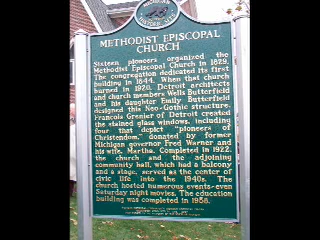 METHODIST EPISCOPAL
CHURCH
Sixteen pioneers organized the
Methodist Episcopal Church in 1829.
The congregation dedicated its first
building in 1844. When that church
burned in 1920, Detroit architects
and church members Wells Butterfield
and his daughter Emily Butterfield
designed this Neo-Gothic structure.
Francois Grenier of Detroit created
the stained glass windows, including
four that depict "pioneers of
Christendom," donated by former
Michigan governor Fred Warner and
his wife, Martha. Completed in 1922,
the church and the adjoining
community hall, which had a balcony
and a stage, served as the center of
civic life into the 1940s. The
church hosted numerous events-even
Saturday night movies. The education
building was completed in 1958.